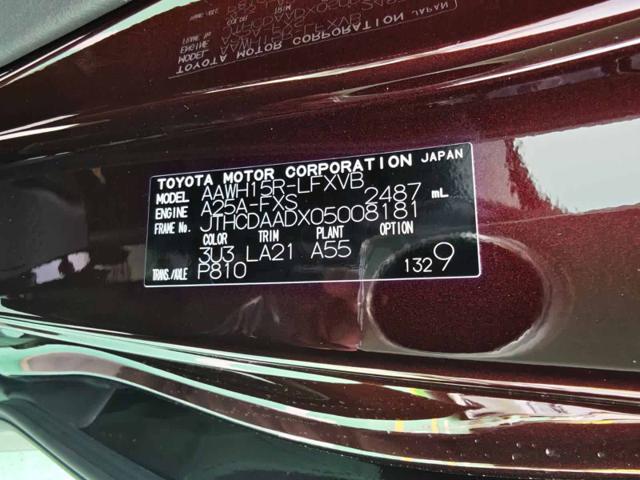 TOYOTA MOTOR CORPORATION JAPAN
MODEL AAWH15R-LFXVB
ENGINE A25A-FXS 2487 mL
FRAME NO. JTHCDAADX05008181
COLOR TRIM PLANT OPTION
3U3 LA21 A55
TRANS./AXLE P810 1329